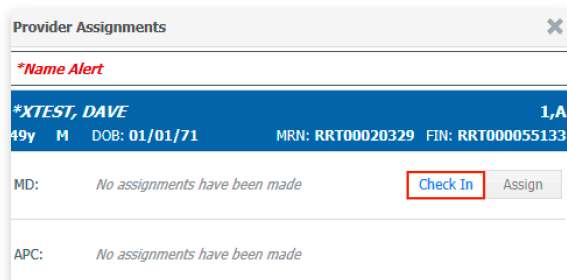 Provider Assignments
*Name Alert
*XTEST, DAVE 1,A
49y M DOB: 01/01/71 MRN: RRT00020329 FIN: RRT000055133
MD: No assignments have been made Check In Assign
APC: No assignments have been made